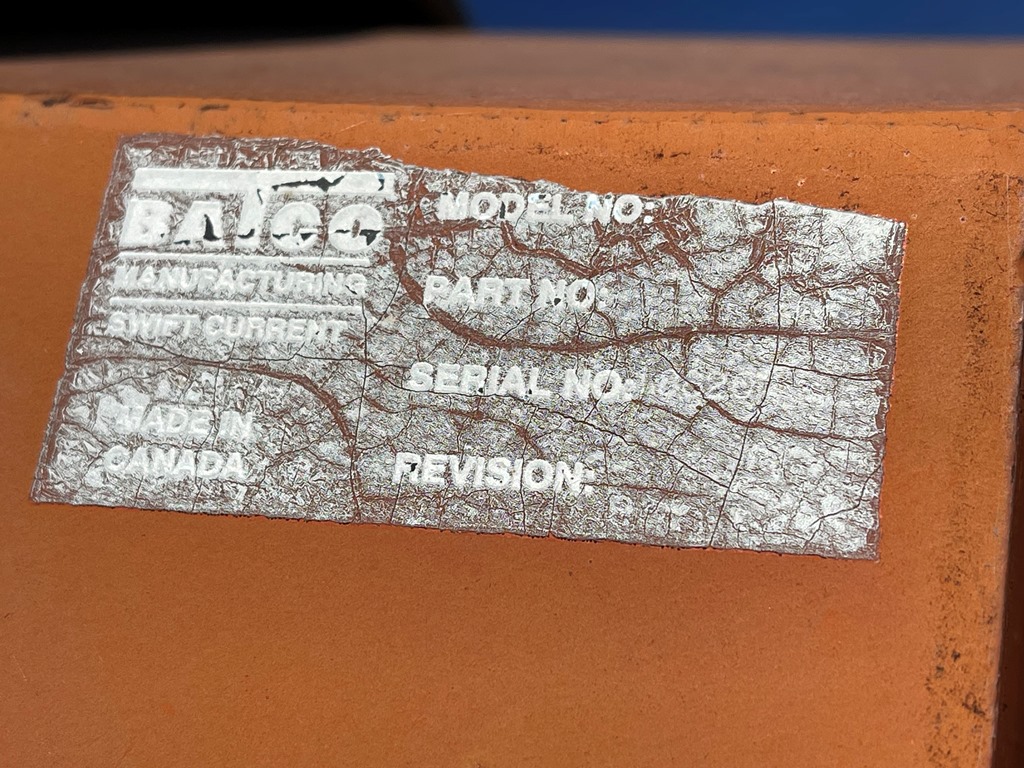 BATCO
MANUFACTURING
SWIFT CURRENT
MADE IN
CANADA
MODEL NO:
PART NO:
SERIAL NO:
REVISION: